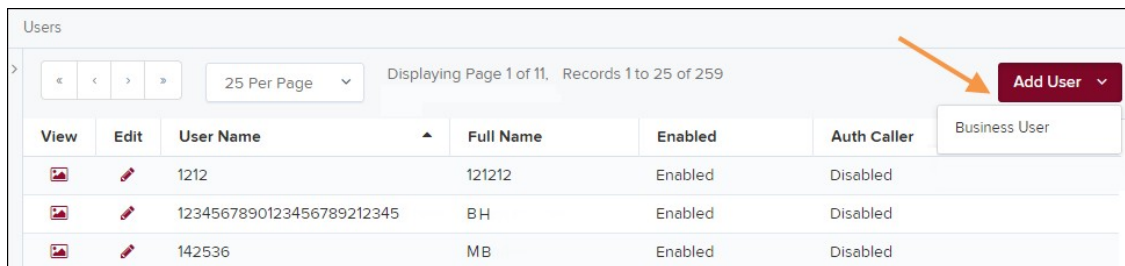 Users
« ‹ › » 25 Per Page Displaying Page 1 of 11, Records 1 to 25 of 259 Add User
Business User
View Edit User Name Full Name Enabled Auth Caller
1212 121212 Enabled Disabled
1234567890123456789212345 BH Enabled Disabled
142536 MB Enabled Disabled